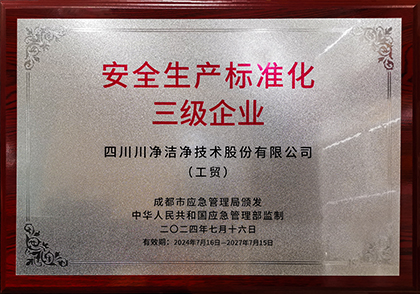 安全生产标准化
三级企业
四川川净洁净技术股份有限公司
（工贸）
成都市应急管理局颁发
中华人民共和国应急管理部监制
二〇二四年七月十六日
有效期：2024年7月16日—2027年7月15日